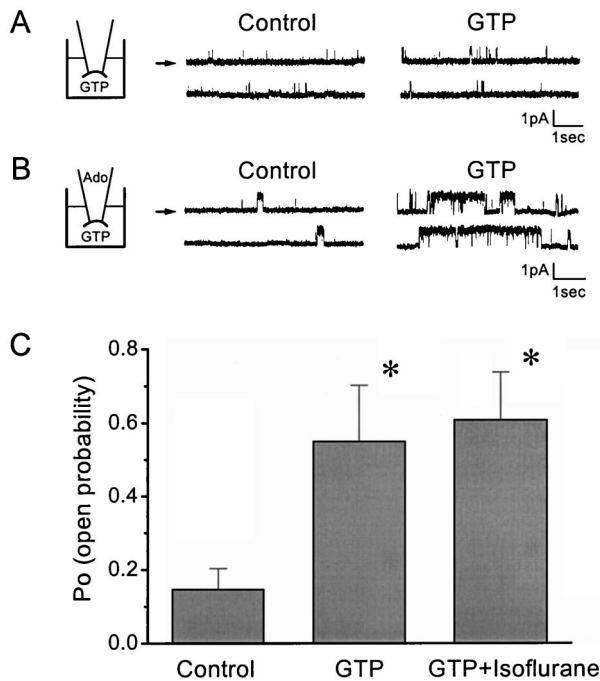 A
Control
GTP
GTP
1pA
1sec
B
Control
GTP
Ado
GTP
1pA
1sec
C
Po (open probability)
0.8
0.6
0.4
0.2
0.0
*
*
Control
GTP
GTP+Isoflurane